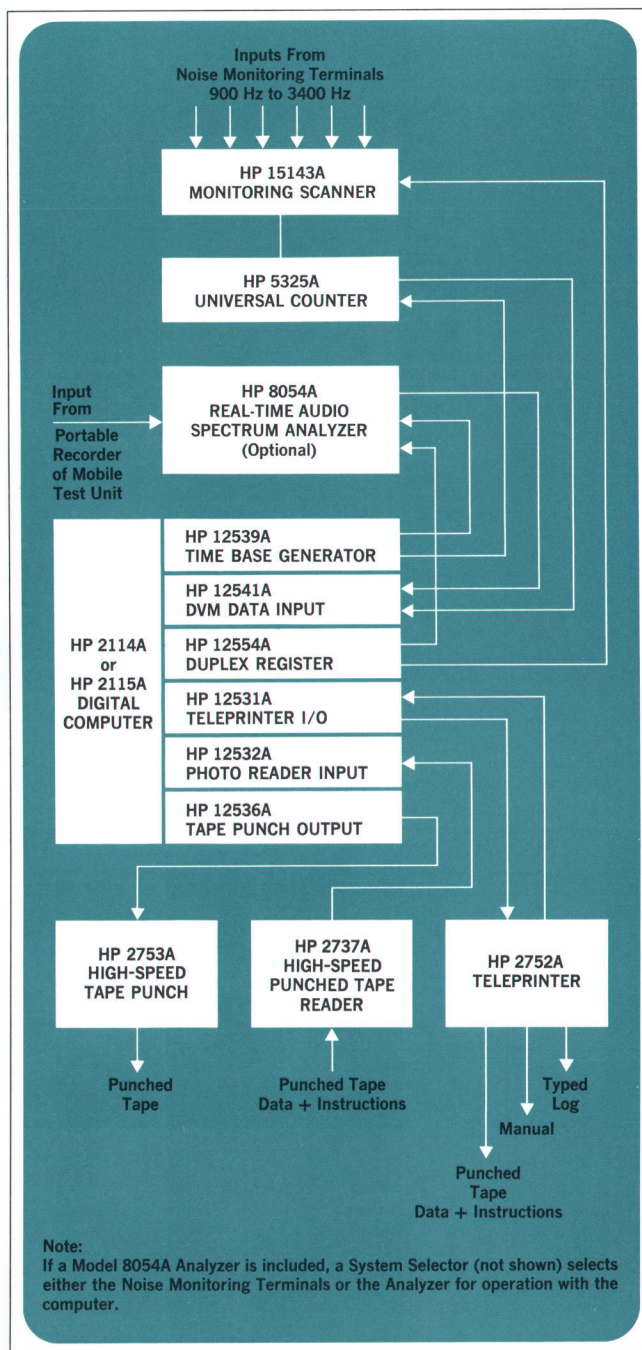 Inputs From
Noise Monitoring Terminals
900 Hz to 3400 Hz
HP 15143A
MONITORING SCANNER
HP 5325A
UNIVERSAL COUNTER
Input
From
Portable
Recorder
of Mobile
Test Unit
HP 8054A
REAL-TIME AUDIO
SPECTRUM ANALYZER
(Optional)
HP 2114A
or
HP 2115A
DIGITAL
COMPUTER
HP 12539A
TIME BASE GENERATOR
HP 12541A
DVM DATA INPUT
HP 12554A
DUPLEX REGISTER
HP 12531A
TELEPRINTER I/O
HP 12532A
PHOTO READER INPUT
HP 12536A
TAPE PUNCH OUTPUT
HP 2753A
HIGH-SPEED
TAPE PUNCH
HP 2737A
HIGH-SPEED
PUNCHED TAPE
READER
HP 2752A
TELEPRINTER
Punched
Tape
Punched Tape
Data + Instructions
Typed
Log
Manual
Punched
Tape
Data + Instructions
Note:
If a Model 8054A Analyzer is included, a System Selector (not shown) selects
either the Noise Monitoring Terminals or the Analyzer for operation with the
computer.